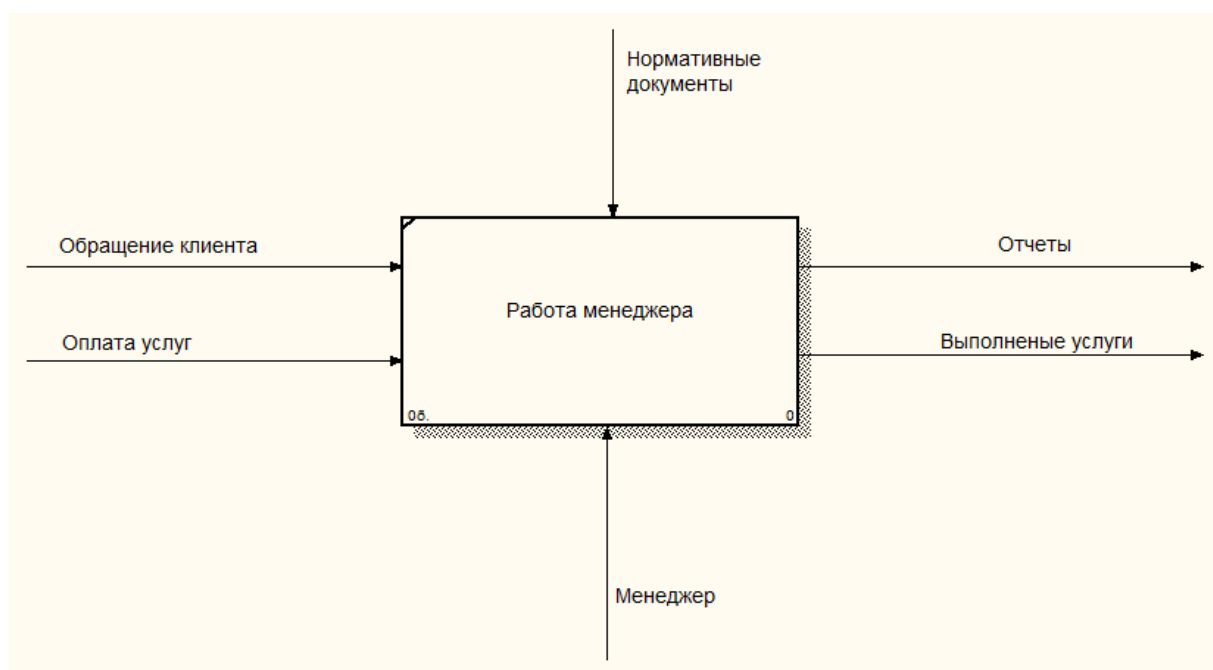 Нормативные
документы
Обращение клиента
Отчеты
Работа менеджера
Оплата услуг
Выполненые услуги
0б.
0
Менеджер